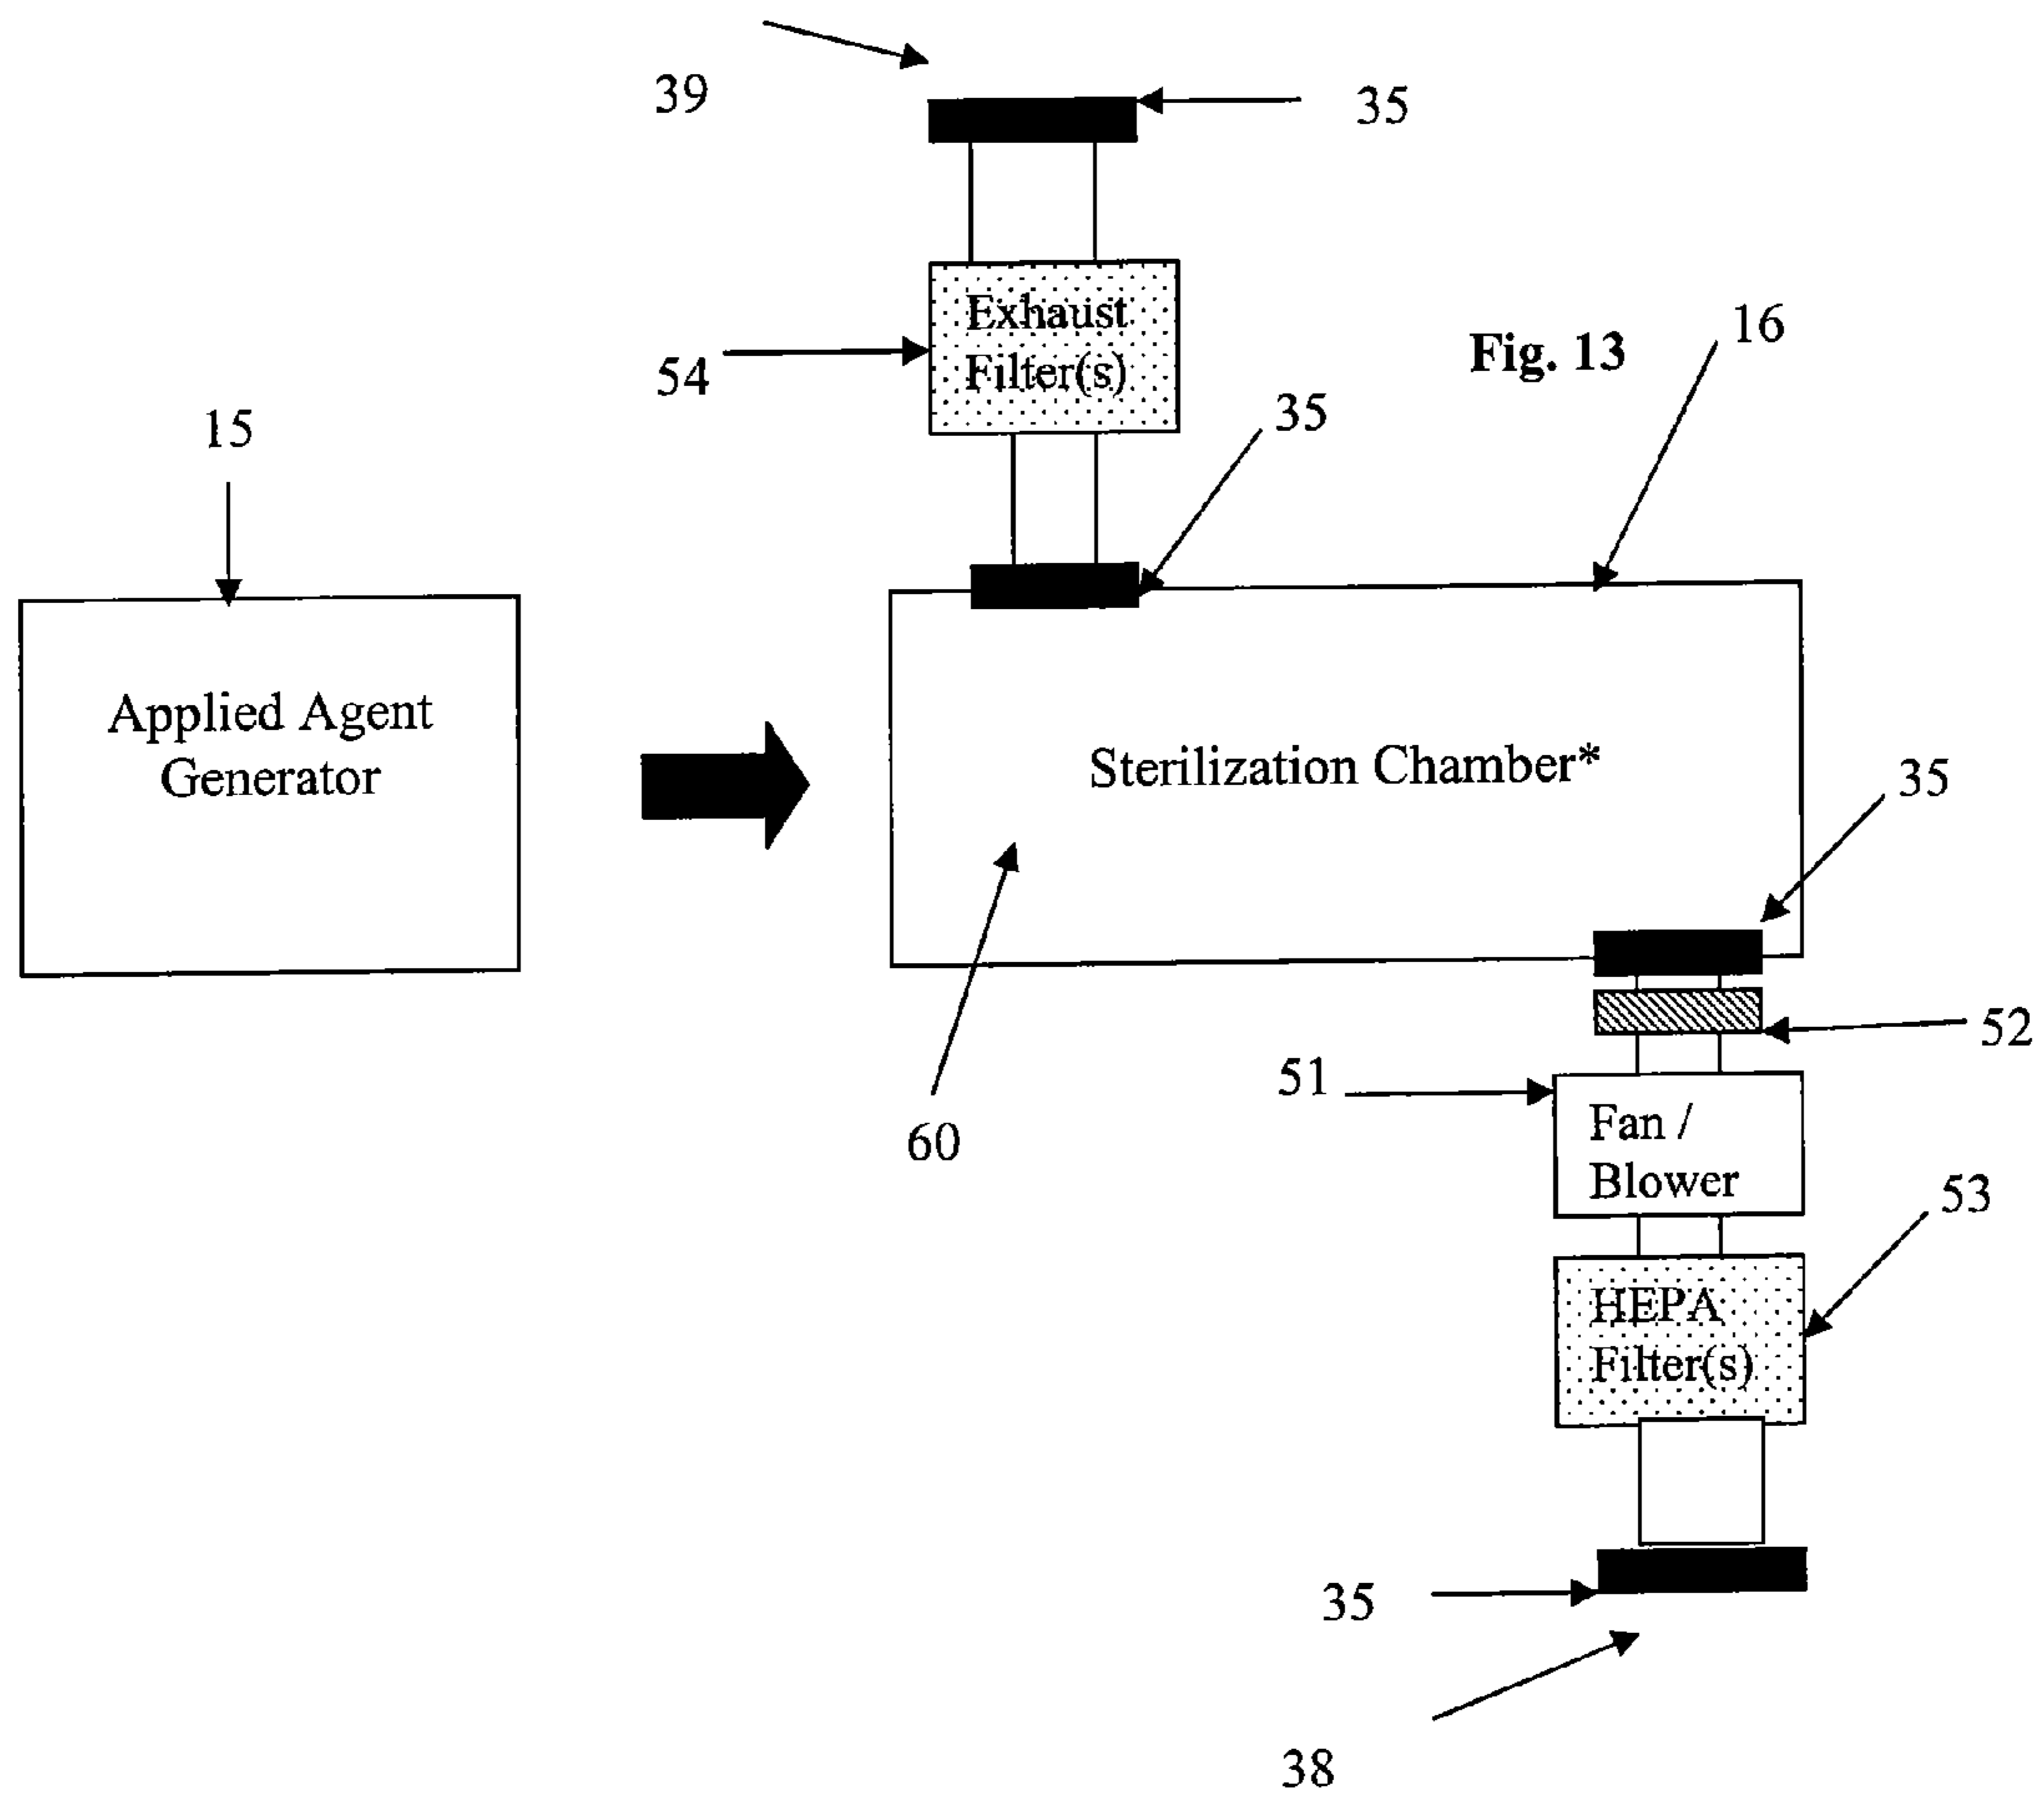 39
35
Exhaust
Filter(s)
54
Fig. 13
16
35
15
Applied Agent
Generator
Sterilization Chamber*
35
52
51
Fan /
Blower
60
53
HEPA
Filter(s)
35
38